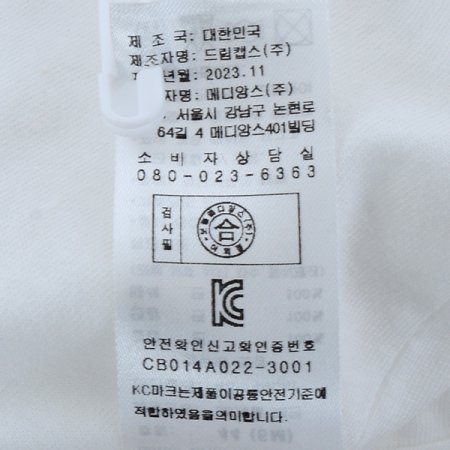 제 조 국: 대한민국
제조자명: 드림캡스(주)
년월: 2023.11
자명: 메디앙스(주)
: 서울시 강남구 논현로
64길 4 메디앙스401빌딩
소 비 자 상 담 실
080-023-6363
검사필 合
KC
안전확인신고확인증번호
CB014A022-3001
KC마크는제품이공통안전기준에
적합하였음을의미합니다.